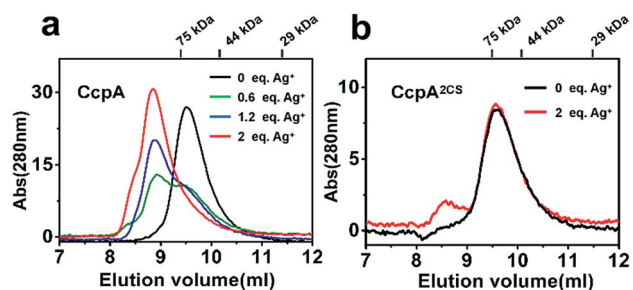 a
75 kDa
44 kDa
29 kDa
CcpA
0 eq. Ag⁺
0.6 eq. Ag⁺
1.2 eq. Ag⁺
2 eq. Ag⁺
Abs(280nm)
30
15
0
7 8 9 10 11 12
Elution volume(ml)
b
75 kDa
44 kDa
29 kDa
CcpA²ᶜˢ
0 eq. Ag⁺
2 eq. Ag⁺
Abs(280nm)
10
5
0
7 8 9 10 11 12
Elution volume(ml)